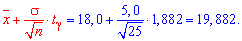 x̄ + σ/√n · t_γ = 18,0 + 5,0/√25 · 1,882 = 19,882.